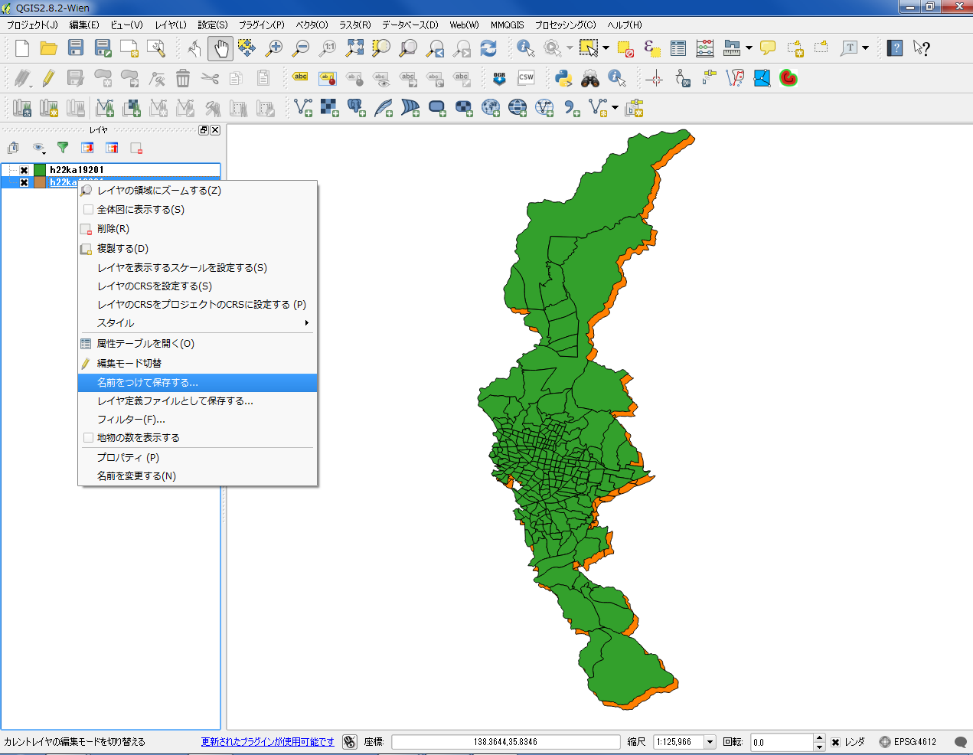 QGIS2.8.2-Wien
プロジェクト(J) 編集(E) ビュー(V) レイヤ(L) 設定(S) プラグイン(P) ベクタ(O) ラスタ(R) データベース(D) Web(W) MMQGIS プロセッシング(C) ヘルプ(H)
レイヤ
h22ka19201
レイヤの領域にズームする(Z)
全体図に表示する(S)
削除(R)
複製する(D)
レイヤを表示するスケールを設定する(S)
レイヤのCRSを設定する(S)
レイヤのCRSをプロジェクトのCRSに設定する (P)
スタイル
属性テーブルを開く(O)
編集モード切替
名前をつけて保存する...
レイヤ定義ファイルとして保存する...
フィルター(F)...
地物の数を表示する
プロパティ (P)
名前を変更する(N)
カレントレイヤの編集モードを切り替える 更新されたプラグインが使用可能です 座標: 138.3644,35.8346 縮尺 1:125,966 回転: 0.0 レンダ EPSG:4612